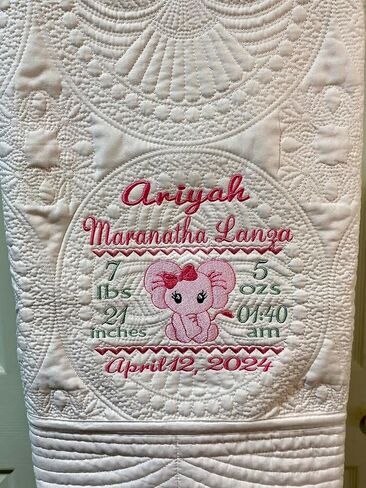 Ariyah
Maranatha Lanza
7 5
lbs ozs
21 01:40
inches am
April 12, 2024